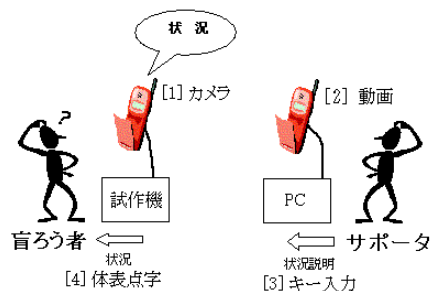 状 況
[1] カメラ
[2] 動画
?
試作機
PC
盲ろう者
サポータ
状況
状況説明
[4] 体表点字
[3] キー入力